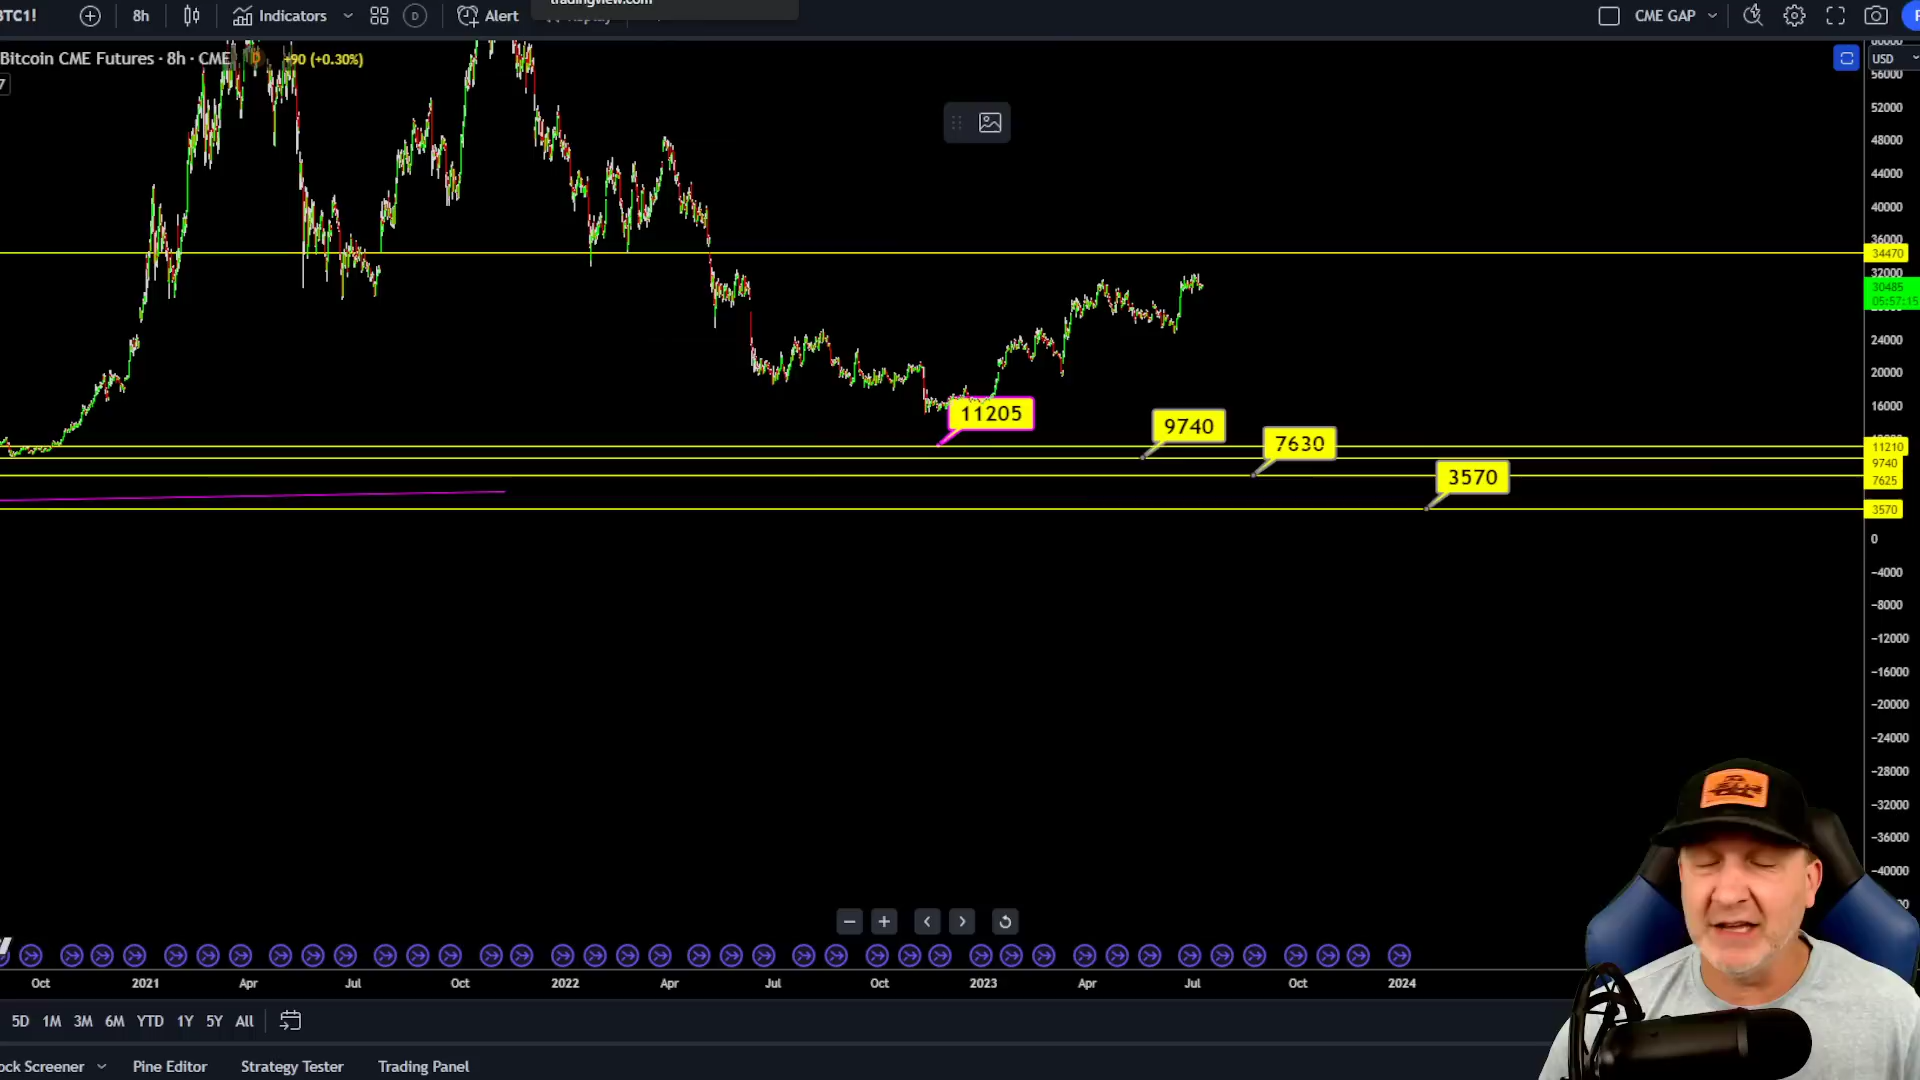 BTC1!
8h
Indicators
D
Alert
tradingview.com
Replay
CME GAP
Bitcoin CME Futures · 8h · CME
D
+90 (+0.30%)
7
USD
60000
56000
52000
48000
44000
40000
36000
34470
32000
30485
05:57:15
24000
20000
16000
11205
9740
7630
3570
11210
9740
7625
3570
0
−4000
−8000
−12000
−16000
−20000
−24000
−28000
−32000
−36000
−40000
Oct
2021
Apr
Jul
Oct
2022
Apr
Jul
Oct
2023
Apr
Jul
Oct
2024
5D
1M
3M
6M
YTD
1Y
5Y
All
ock Screener
Pine Editor
Strategy Tester
Trading Panel